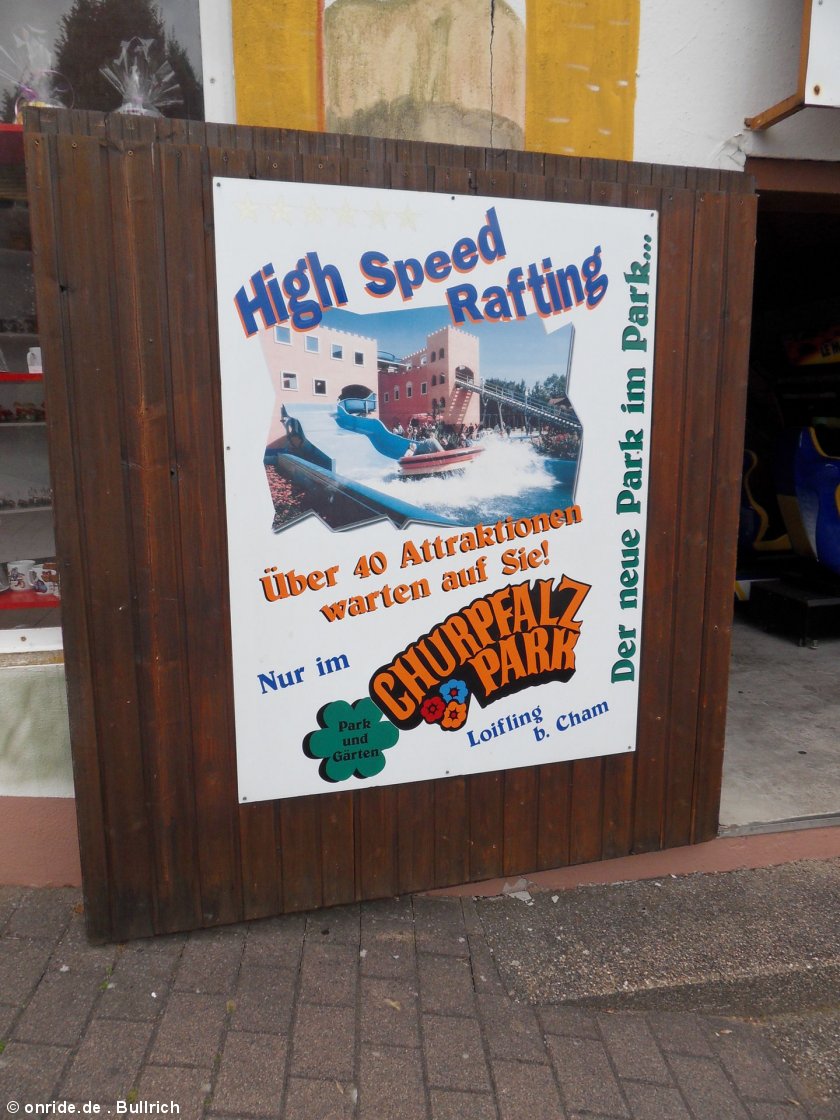 High Speed
Rafting
Der neue Park im Park...
Über 40 Attraktionen
warten auf Sie!
Nur im
CHURPFALZ
PARK
Park
und
Gärten
Loifling
b. Cham
© onride.de . Bullrich